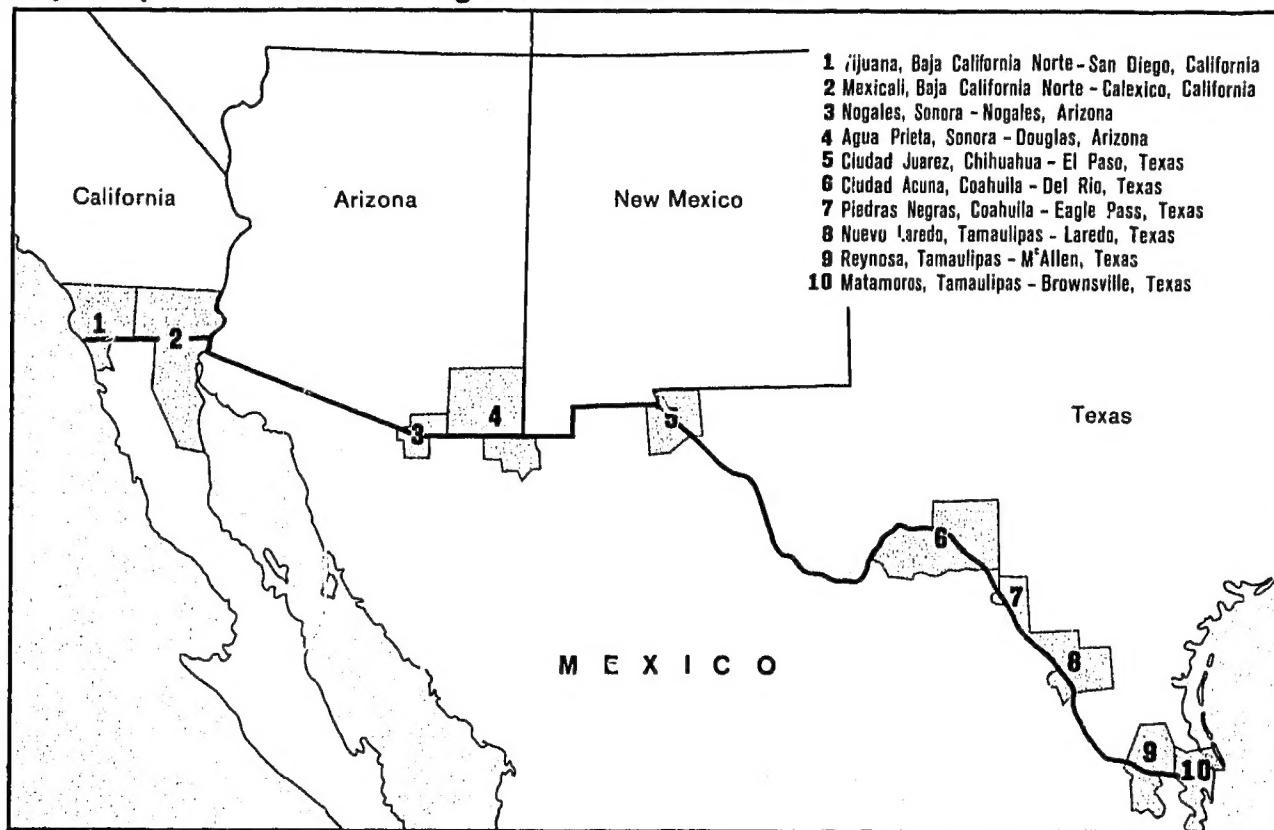 1 Tijuana, Baja California Norte - San Diego, California
2 Mexicali, Baja California Norte - Calexico, California
3 Nogales, Sonora - Nogales, Arizona
4 Agua Prieta, Sonora - Douglas, Arizona
5 Ciudad Juarez, Chihuahua - El Paso, Texas
6 Ciudad Acuna, Coahuila - Del Rio, Texas
7 Piedras Negras, Coahuila - Eagle Pass, Texas
8 Nuevo Laredo, Tamaulipas - Laredo, Texas
9 Reynosa, Tamaulipas - McAllen, Texas
10 Matamoros, Tamaulipas - Brownsville, Texas
California
Arizona
New Mexico
Texas
MEXICO
1
2
3
4
5
6
7
8
9
10